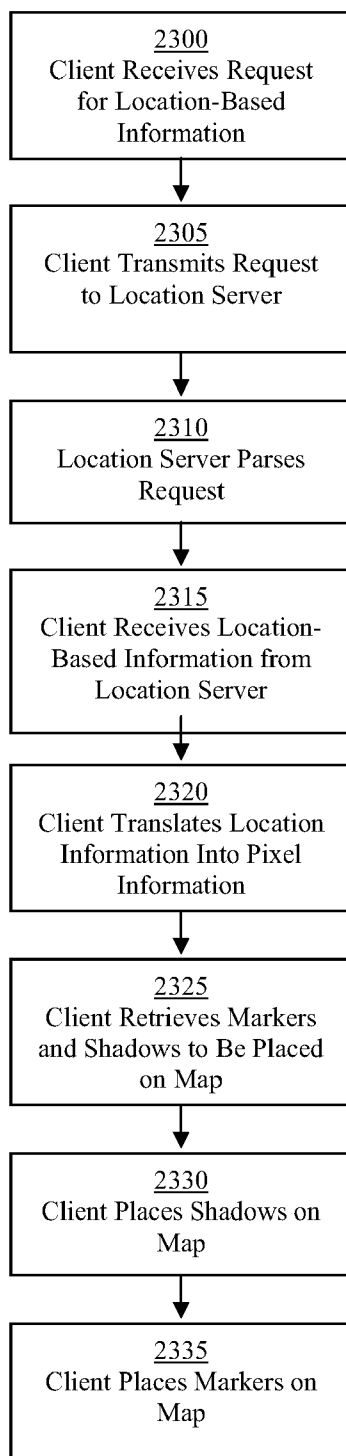 2300
Client Receives Request
for Location-Based
Information
2305
Client Transmits Request
to Location Server
2310
Location Server Parses
Request
2315
Client Receives Location-
Based Information from
Location Server
2320
Client Translates Location
Information Into Pixel
Information
2325
Client Retrieves Markers
and Shadows to Be Placed
on Map
2330
Client Places Shadows on
Map
2335
Client Places Markers on
Map